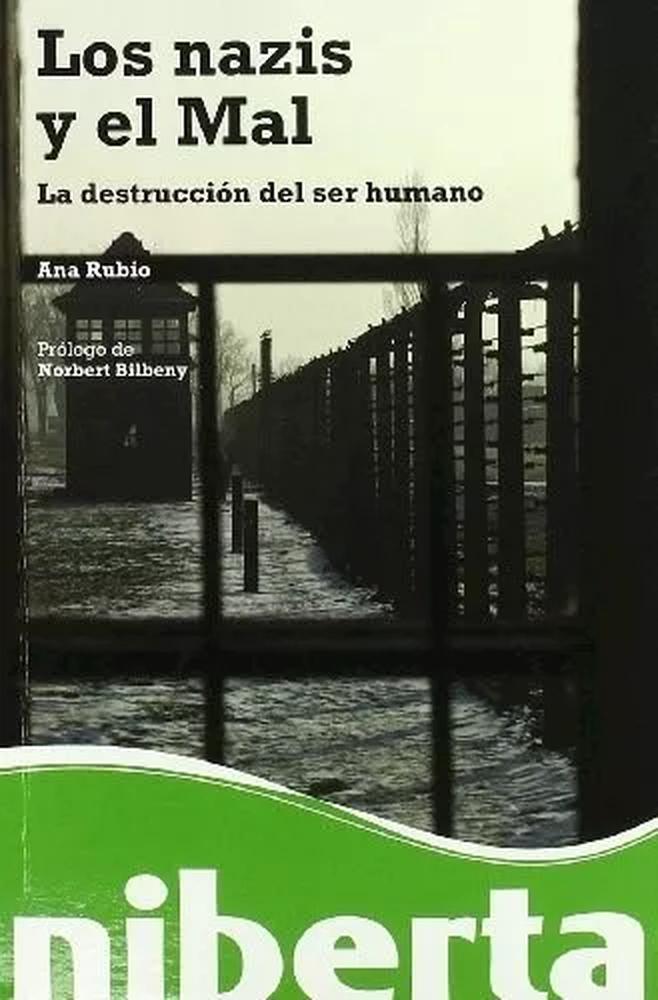 Los nazis
y el Mal
La destrucción del ser humano
Ana Rubio
Prólogo de
Norbert Bilbeny
niberta